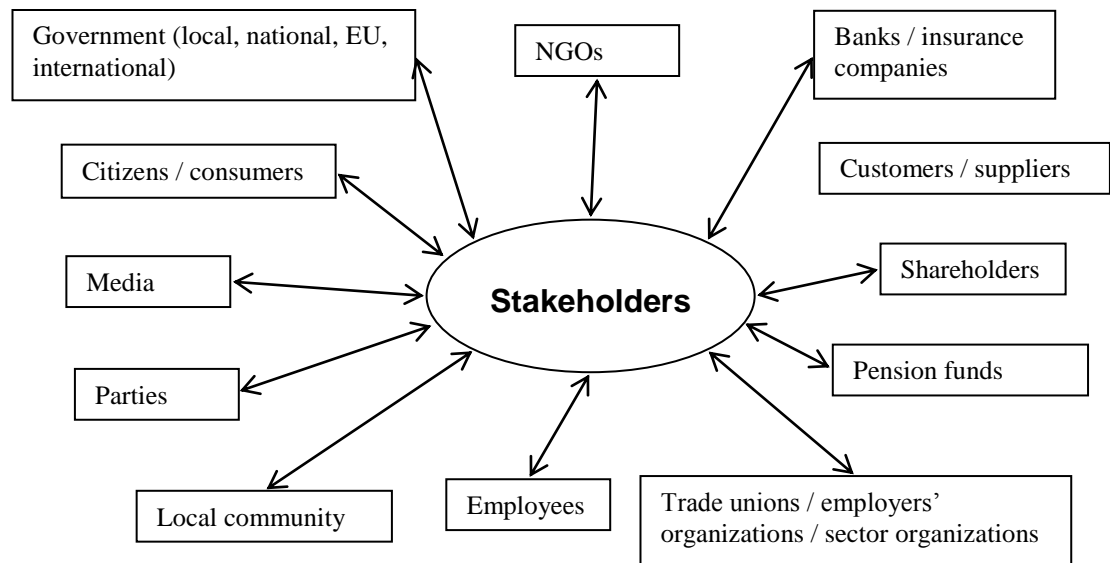 Government (local, national, EU,
international)
NGOs
Banks / insurance
companies
Citizens / consumers
Customers / suppliers
Media
Stakeholders
Shareholders
Parties
Pension funds
Local community
Employees
Trade unions / employers’
organizations / sector organizations